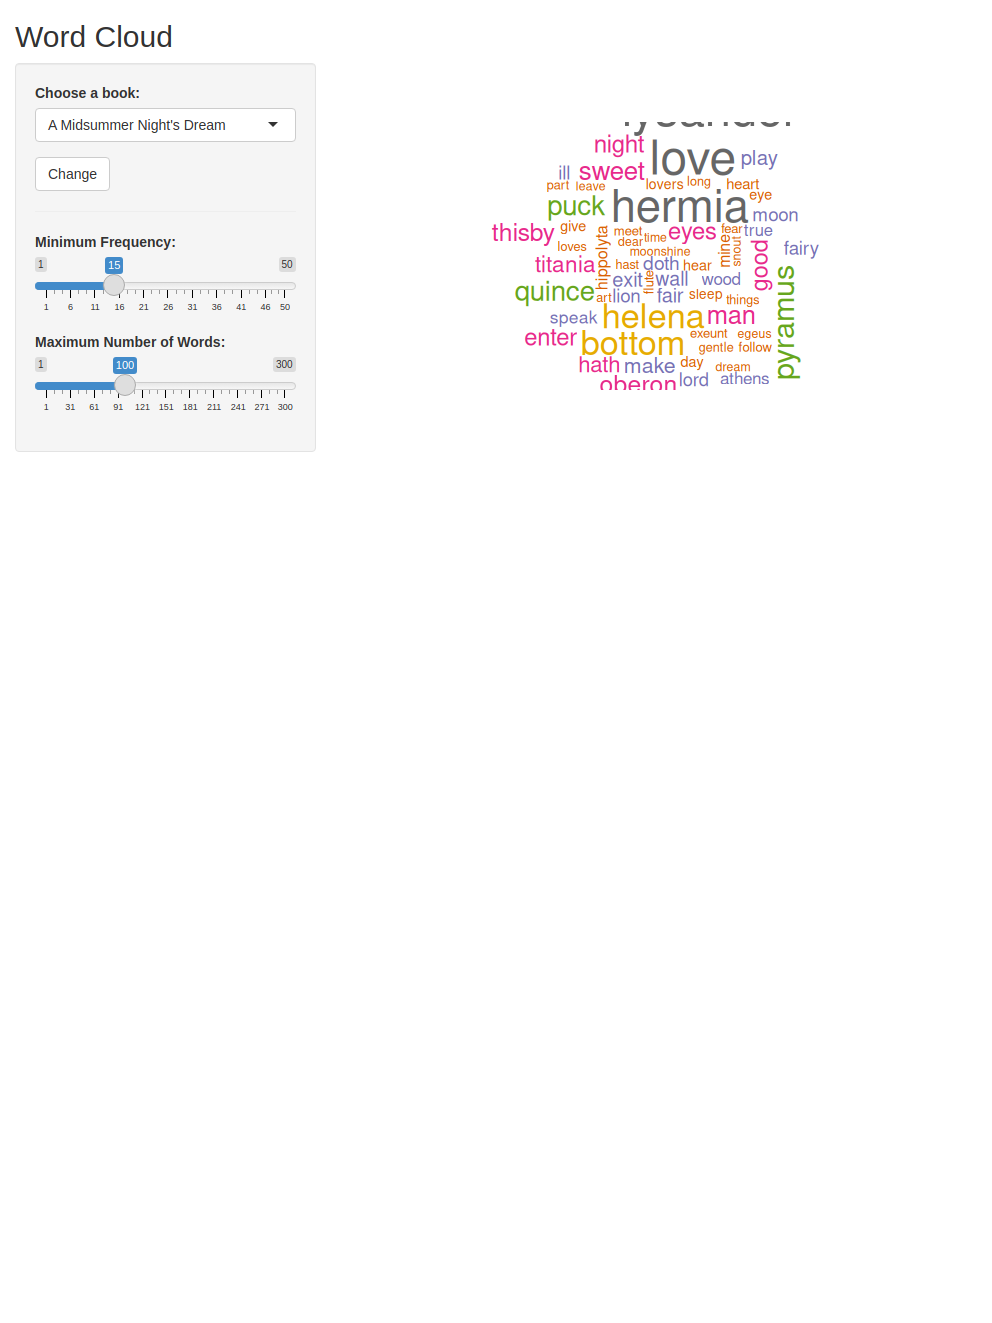 Word Cloud
Choose a book:
A Midsummer Night's Dream
Change
Minimum Frequency:
1 15 50
1 6 11 16 21 26 31 36 41 46 50
Maximum Number of Words:
1 100 300
1 31 61 91 121 151 181 211 241 271 300
lysander
night love play
ill sweet
part leave lovers long heart
puck hermia eye
moon
thisby give meet eyes fear true
loves dear time
hippolyta moonshine mine snout good fairy
titania hast doth hear
exit flute wall wood
quince art lion fair sleep things
pyramus
speak helena man
enter bottom exeunt egeus
gentle follow
hath make day dream
oberon lord athens